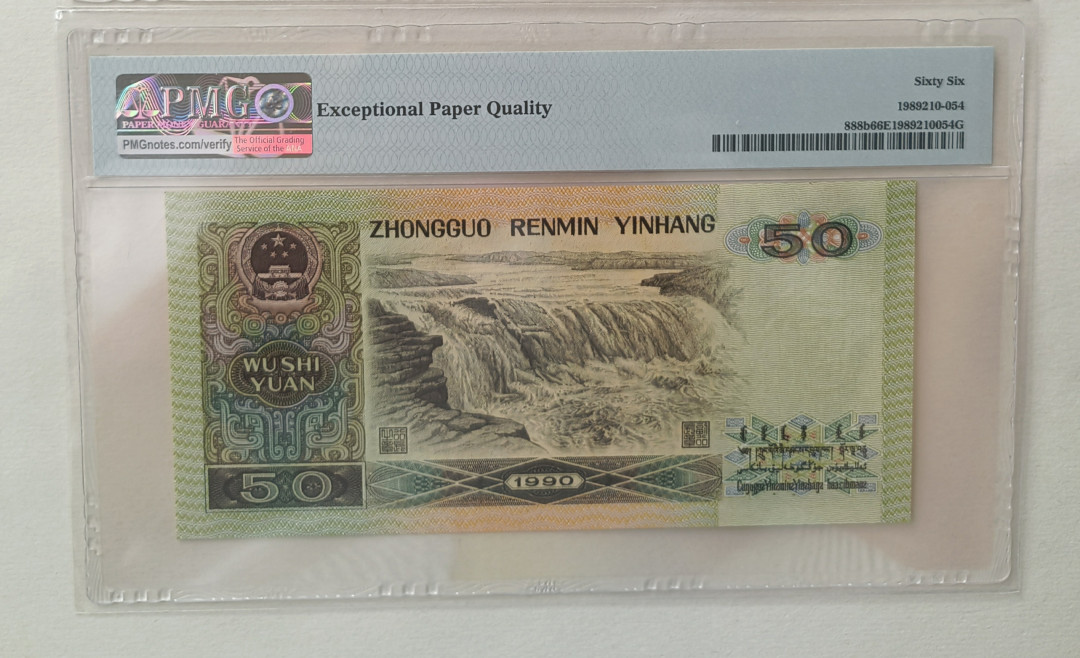 PMG
PAPER MONEY GUAR
PMGnotes.com/verify
The Official Grading
Service of the
Exceptional Paper Quality
Sixty Six
1989210-054
888b66E1989210054G
ZHONGGUO RENMIN YINHANG
50
WU SHI
YUAN
50
1990